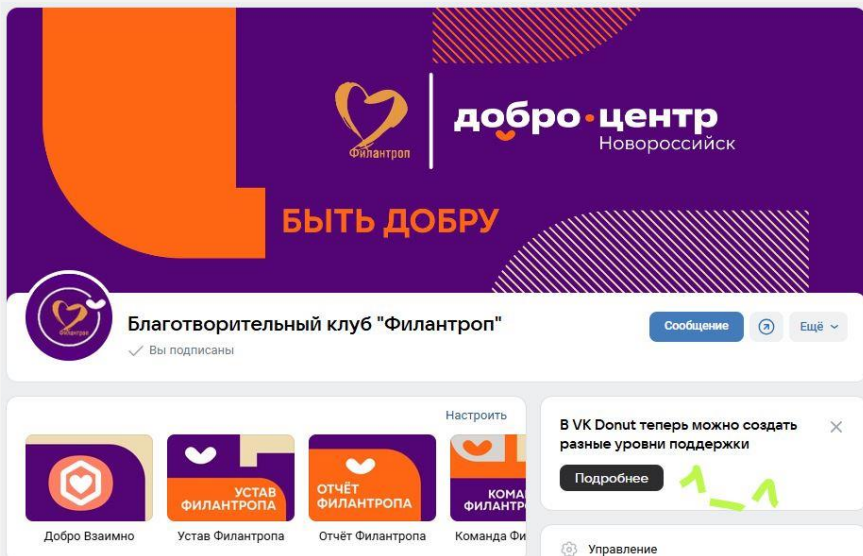 Филантроп
добро•центр
Новороссийск
БЫТЬ ДОБРУ
Филантроп
Благотворительный клуб "Филантроп"
Вы подписаны
Сообщение
Ещё
Настроить
В VK Donut теперь можно создать
разные уровни поддержки
Подробнее
УСТАВ
ФИЛАНТРОПА
ОТЧЁТ
ФИЛАНТРОПА
Добро Взаимно
Устав Филантропа
Отчёт Филантропа
Управление